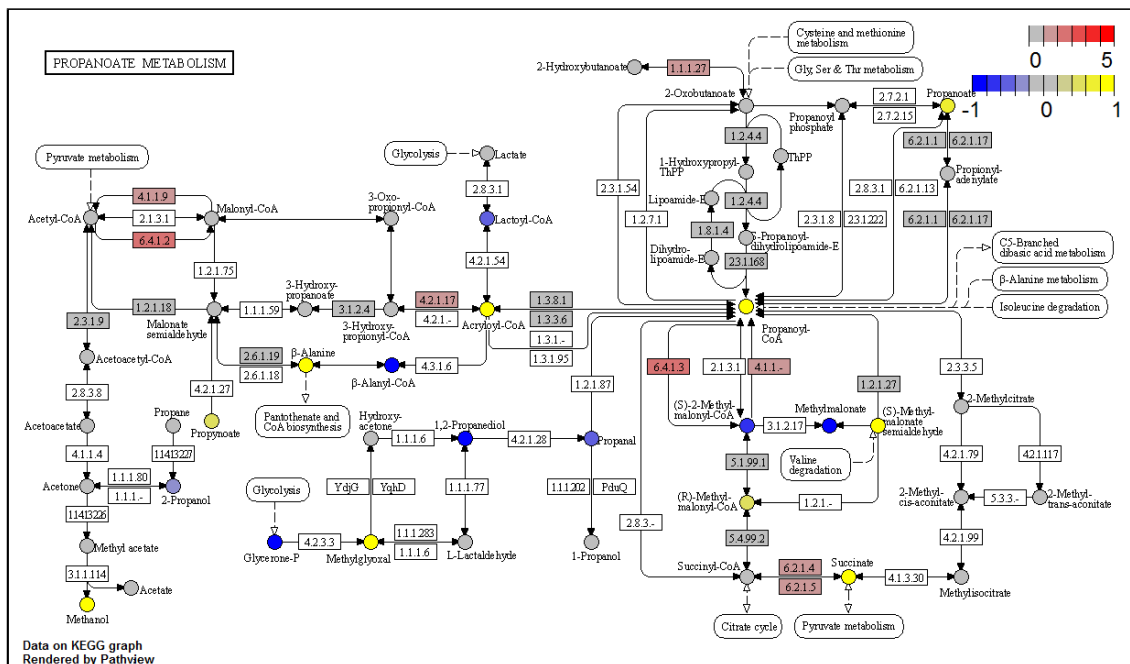 PROPANOATE METABOLISM
Cysteine and methionine
metabolism
Gly, Ser & Thr metabolism
0
5
-1
0
1
2-Hydroxybutanoate
1.1.1.27
2-Oxobutanoate
Propanoyl
phosphate
2.7.2.1
2.7.2.15
Propanoate
1.2.4.4
ThPP
1-Hydroxypropyl-
ThPP
6.2.1.1
6.2.1.17
Propionyl-
adenylate
Pyruvate metabolism
Glycolysis
Lactate
2.8.3.1
2.3.1.54
1.2.7.1
Lipoamide-E
1.2.4.4
2.8.3.1
6.2.1.13
4.1.1.9
Acetyl-CoA
2.1.3.1
Malonyl-CoA
6.4.1.2
3-Oxo-
propionyl-CoA
Lactoyl-CoA
1.8.1.4
S-Propanoyl-
dihydrolipoamide-E
Dihydro-
lipoamide-E
2.3.1.168
2.3.1.8
2.3.1.222
6.2.1.1
6.2.1.17
C5-Branched
dibasic acid metabolism
β-Alanine metabolism
Isoleucine degradation
1.2.1.75
4.2.1.54
3-Hydroxy-
propanoate
1.2.1.18
Malonate
semialdehyde
1.1.1.59
3.1.2.4
3-Hydroxy-
propionyl-CoA
4.2.1.17
4.2.1.-
Acryloyl-CoA
1.3.8.1
1.3.3.6
1.3.1.-
1.3.1.95
Propanoyl-
CoA
2.3.1.9
Acetoacetyl-CoA
2.6.1.19
2.6.1.18
β-Alanine
β-Alanyl-CoA
4.3.1.6
1.2.1.87
6.4.1.3
2.1.3.1
4.1.1.-
1.2.1.27
2.3.3.5
2.8.3.8
4.2.1.27
Pantothenate and
CoA biosynthesis
Propane
Propynoate
Hydroxy-
acetone
1,2-Propanediol
1.1.1.6
4.2.1.28
Propanal
(S)-2-Methyl-
malonyl-CoA
3.1.2.17
Methylmalonate
(S)-Methyl-
malonate
semialdehyde
2-Methylcitrate
Acetoacetate
4.1.1.4
1.14.13.227
5.1.99.1
Valine
degradation
4.2.1.79
4.2.1.117
Acetone
1.1.1.80
1.1.1.-
2-Propanol
Glycolysis
YdjG
YqhD
1.1.1.77
1.1.1.202
PduQ
(R)-Methyl-
malonyl-CoA
1.2.1.-
2-Methyl-
cis-aconitate
5.3.3.-
2-Methyl-
trans-aconitate
1.14.13.226
2.8.3.-
Methyl acetate
Glycerone-P
4.2.3.3
Methylglyoxal
1.1.1.283
1.1.1.6
L-Lactaldehyde
1-Propanol
5.4.99.2
4.2.1.99
3.1.1.114
Acetate
Methanol
Succinyl-CoA
6.2.1.4
6.2.1.5
Succinate
4.1.3.30
Methylisocitrate
Citrate cycle
Pyruvate metabolism
Data on KEGG graph
Rendered by Pathview